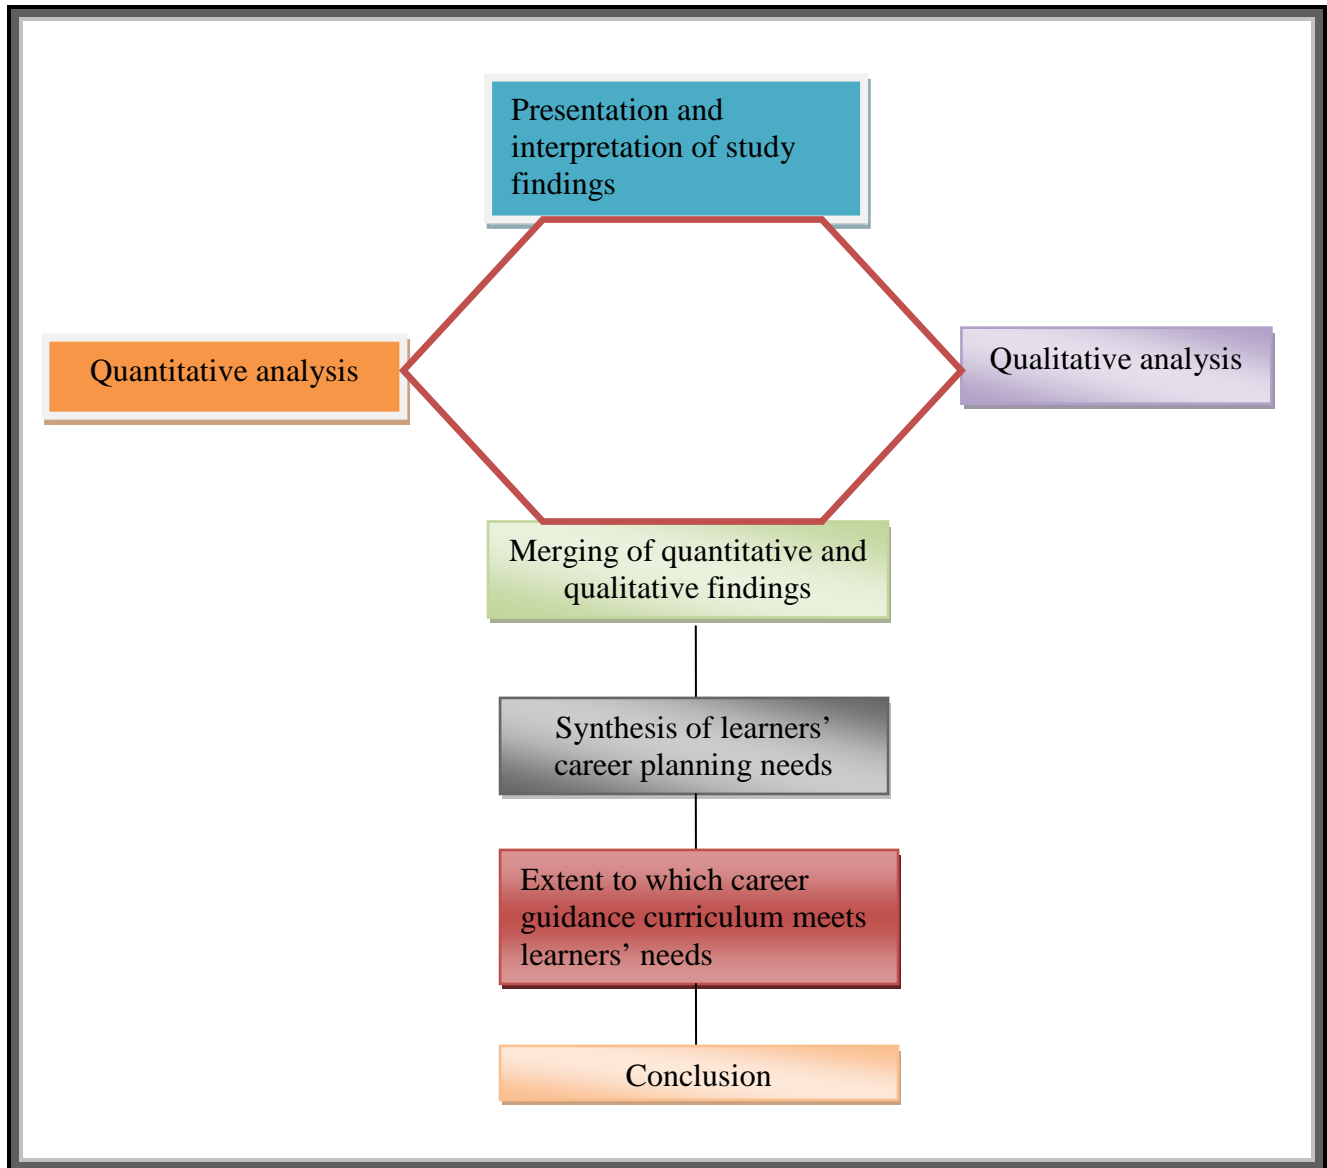 Presentation and
interpretation of study
findings
Quantitative analysis
Qualitative analysis
Merging of quantitative and
qualitative findings
Synthesis of learners’
career planning needs
Extent to which career
guidance curriculum meets
learners’ needs
Conclusion